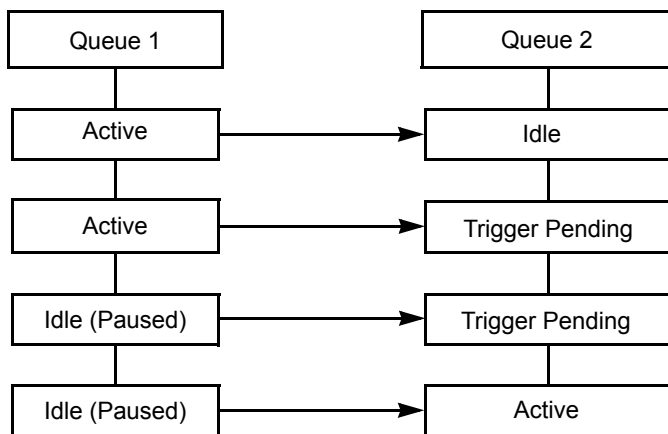 Queue 1
Queue 2
Active
Idle
Active
Trigger Pending
Idle (Paused)
Trigger Pending
Idle (Paused)
Active